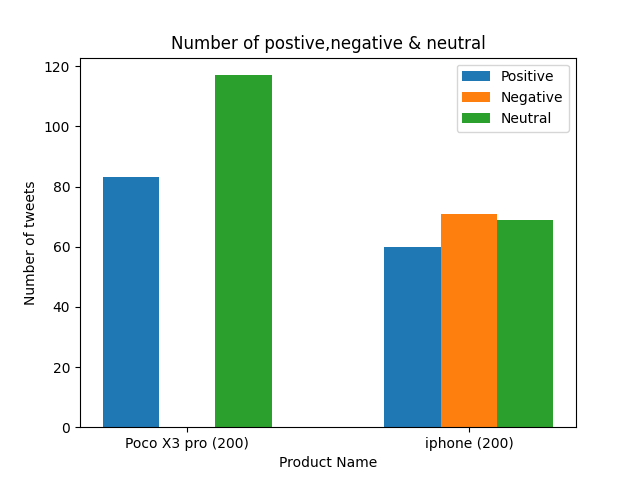 Number of postive,negative & neutral
Positive
Negative
Neutral
Number of tweets
120
100
80
60
40
20
0
Poco X3 pro (200)
iphone (200)
Product Name